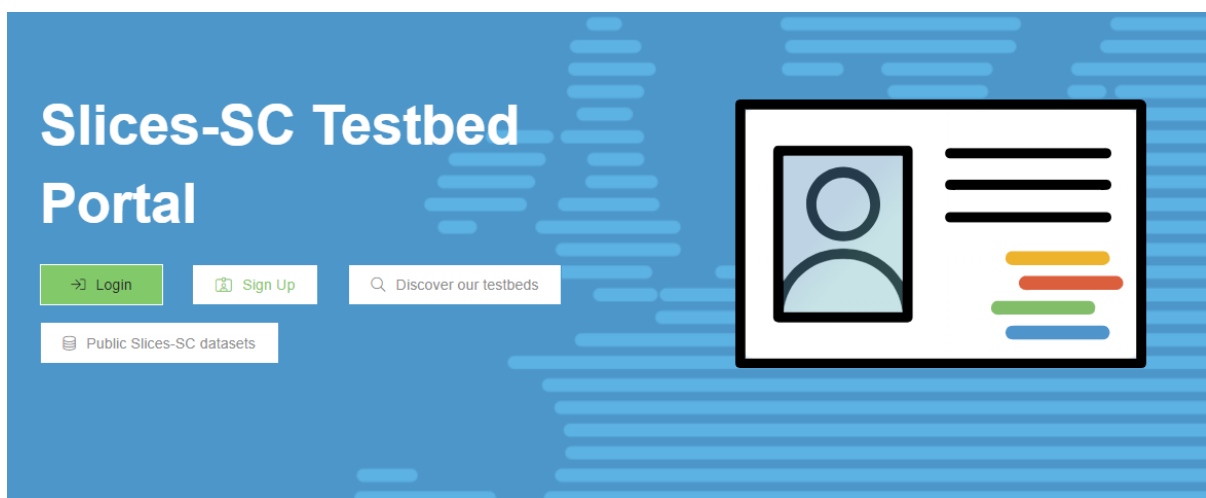 Slices-SC Testbed
Portal
Login
Sign Up
Discover our testbeds
Public Slices-SC datasets